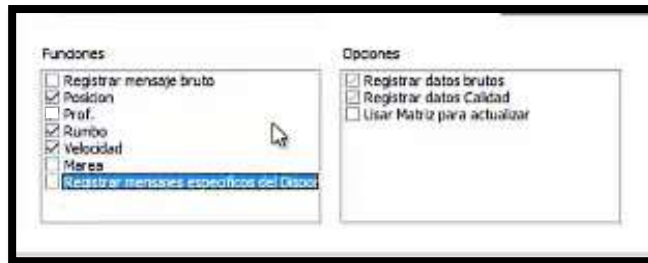 Funciones
Registrar mensaje bruto
Posicion
Prof.
Rumbo
Velocidad
Marea
Registrar mensajes especificos del Dispo
Opciones
Registrar datos brutos
Registrar datos Calidad
Usar Matriz para actualizar